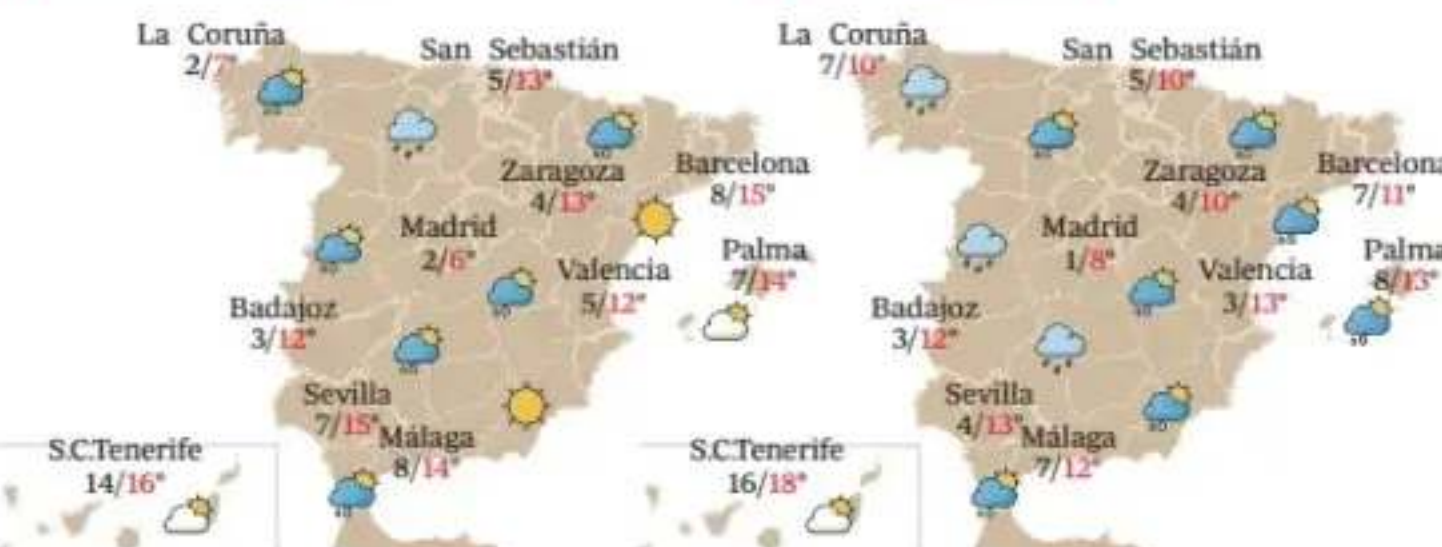 La Coruña
2/7°
San Sebastián
5/13°
Zaragoza
4/13°
Barcelona
8/15°
Madrid
2/6°
Valencia
5/12°
Palma
7/14°
Badajoz
3/12°
Sevilla
7/15°
Málaga
8/14°
S.C.Tenerife
14/16°
La Coruña
7/10°
San Sebastián
5/10°
Zaragoza
4/10°
Barcelona
7/11°
Madrid
1/8°
Valencia
3/13°
Palma
8/13°
Badajoz
3/12°
Sevilla
4/13°
Málaga
7/12°
S.C.Tenerife
16/18°